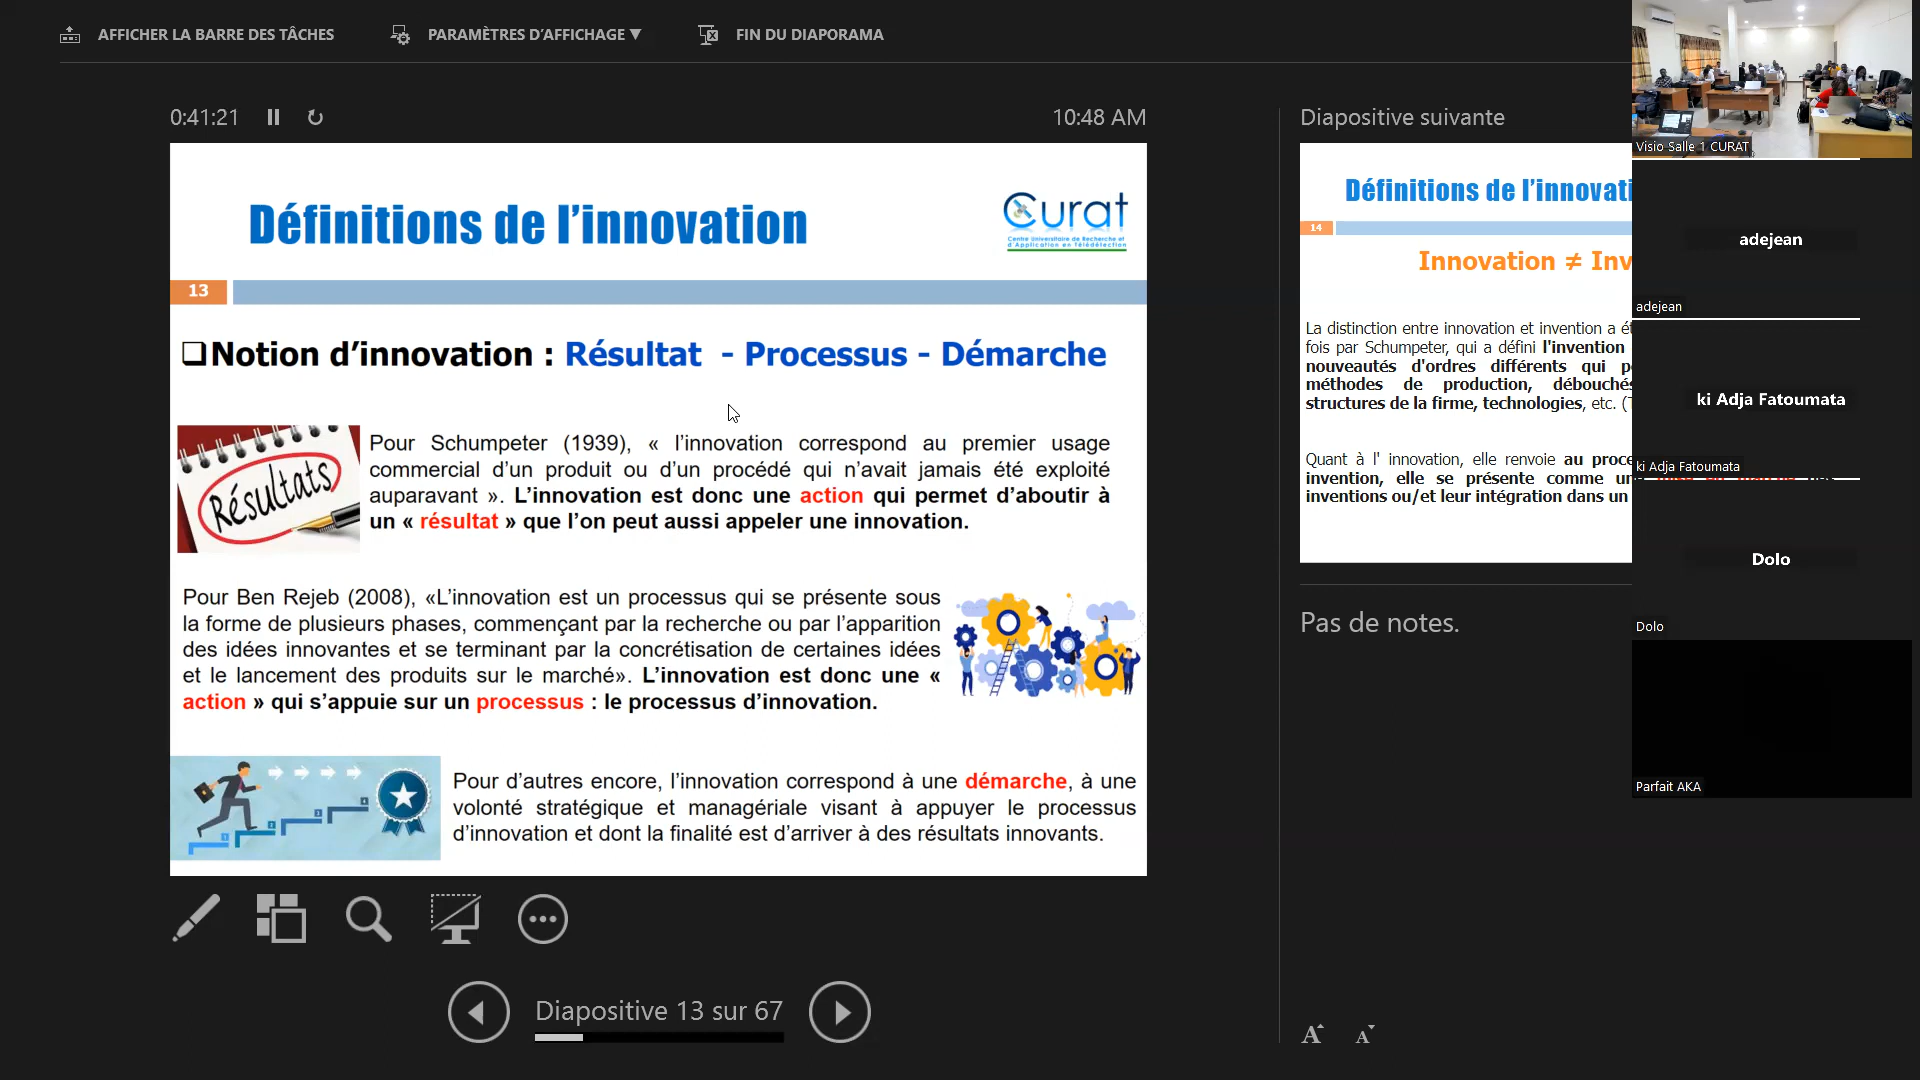 AFFICHER LA BARRE DES TÂCHES
PARAMÈTRES D'AFFICHAGE ▼
FIN DU DIAPORAMA
0:41:21
10:48 AM
Définitions de l'innovation
Curat
Centre Universitaire de Recherche et
d'Application en Télédétection
13
❑Notion d'innovation : Résultat - Processus - Démarche
Résultats
Pour Schumpeter (1939), « l'innovation correspond au premier usage
commercial d'un produit ou d'un procédé qui n'avait jamais été exploité
auparavant ». L'innovation est donc une action qui permet d'aboutir à
un « résultat » que l'on peut aussi appeler une innovation.
Pour Ben Rejeb (2008), «L'innovation est un processus qui se présente sous
la forme de plusieurs phases, commençant par la recherche ou par l'apparition
des idées innovantes et se terminant par la concrétisation de certaines idées
et le lancement des produits sur le marché». L'innovation est donc une «
action » qui s'appuie sur un processus : le processus d'innovation.
Pour d'autres encore, l'innovation correspond à une démarche, à une
volonté stratégique et managériale visant à appuyer le processus
d'innovation et dont la finalité est d'arriver à des résultats innovants.
Diapositive 13 sur 67
Diapositive suivante
Définitions de l'innovati
14
Innovation ≠ Inv
La distinction entre innovation et invention a é
fois par Schumpeter, qui a défini l'invention
nouveautés d'ordres différents qui p
méthodes de production, débouchés
structures de la firme, technologies, etc. (
Quant à l' innovation, elle renvoie au proce
invention, elle se présente comme un
inventions ou/et leur intégration dans un
Pas de notes.
A A
Visio Salle 1 CURAT
adejean
adejean
ki Adja Fatoumata
ki Adja Fatoumata
Dolo
Dolo
Parfait AKA